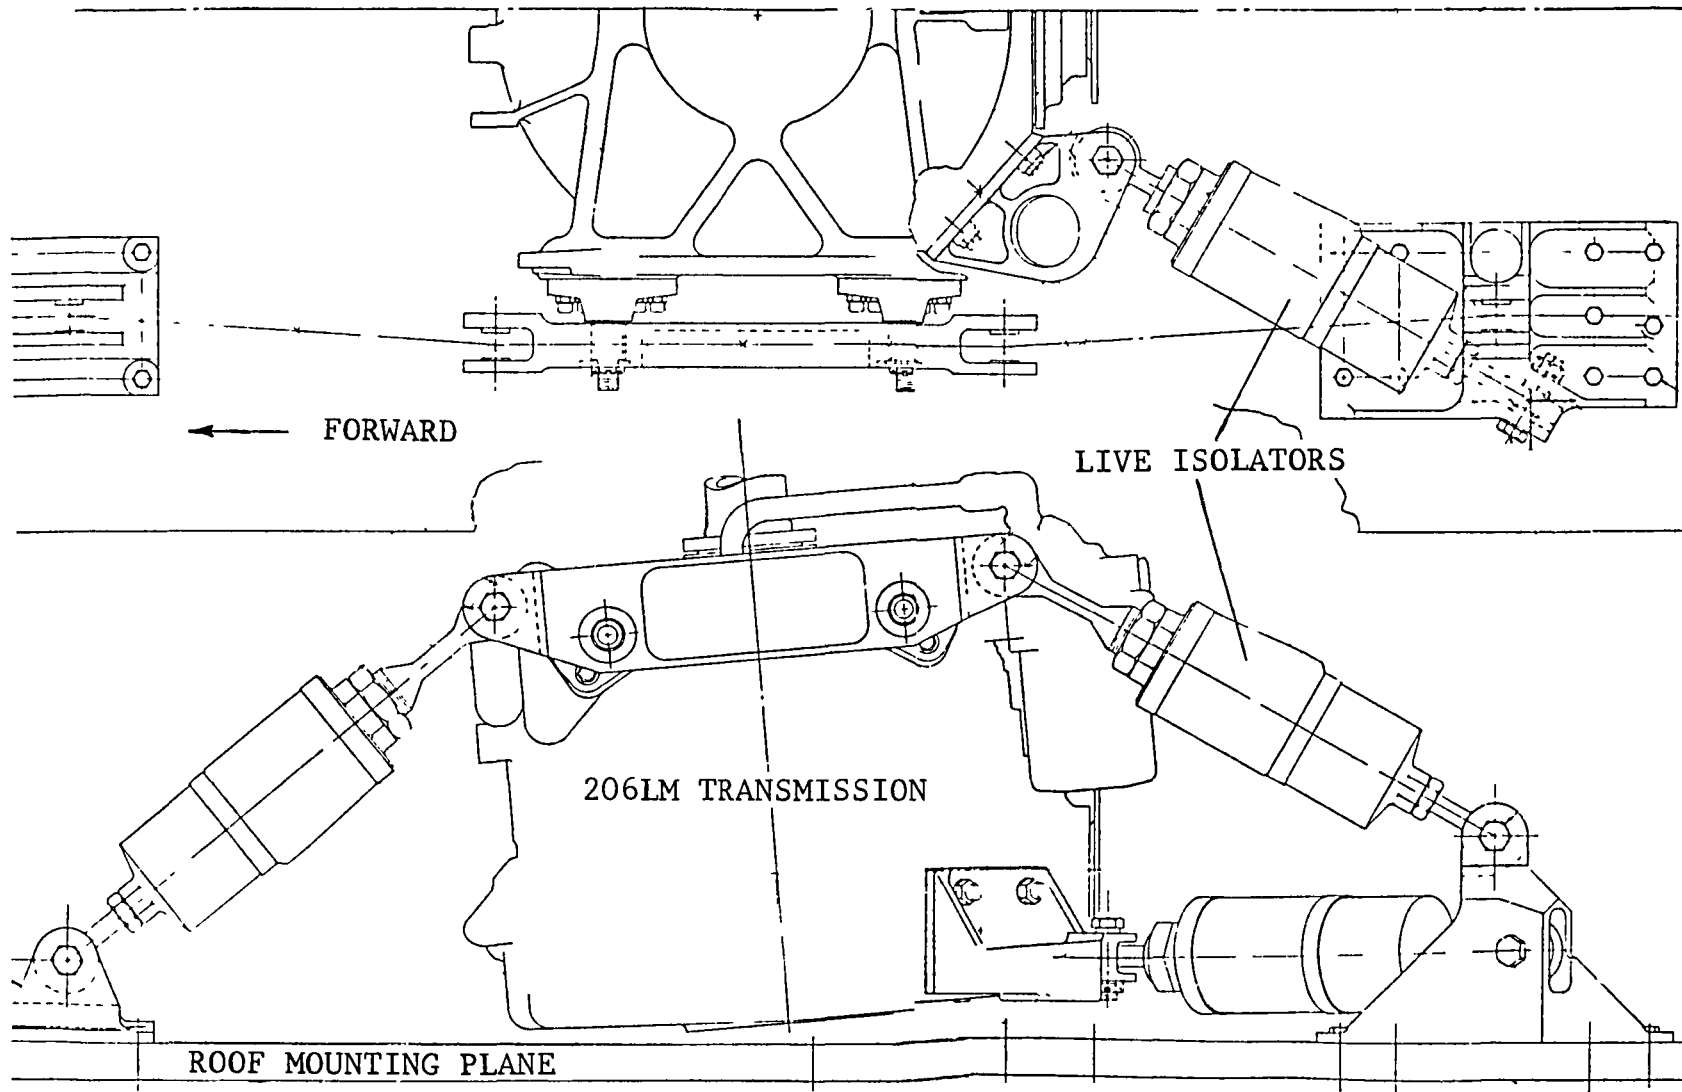 FORWARD
LIVE ISOLATORS
206LM TRANSMISSION
ROOF MOUNTING PLANE